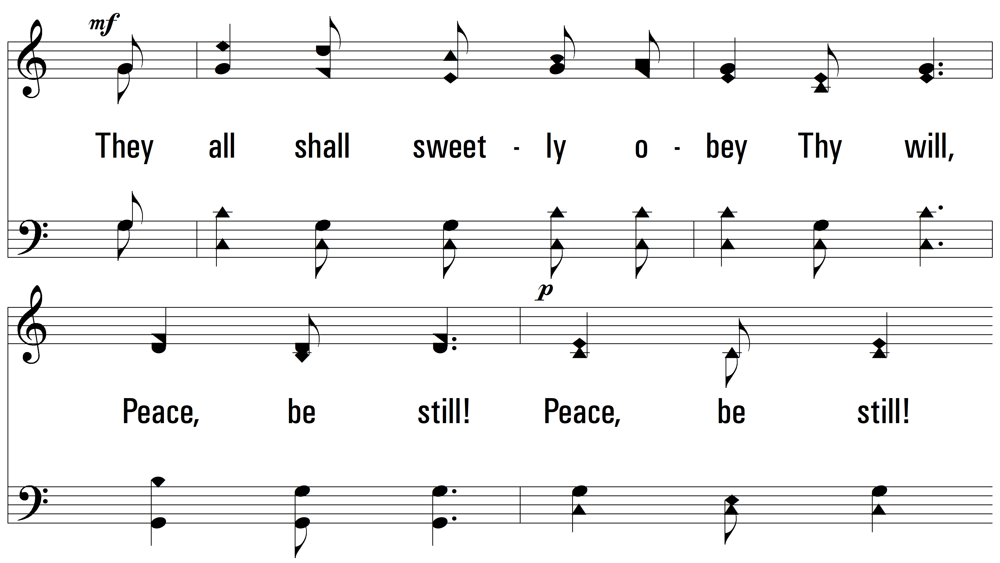 mf
They all shall sweet - ly o - bey Thy will,
p
Peace, be still! Peace, be still!